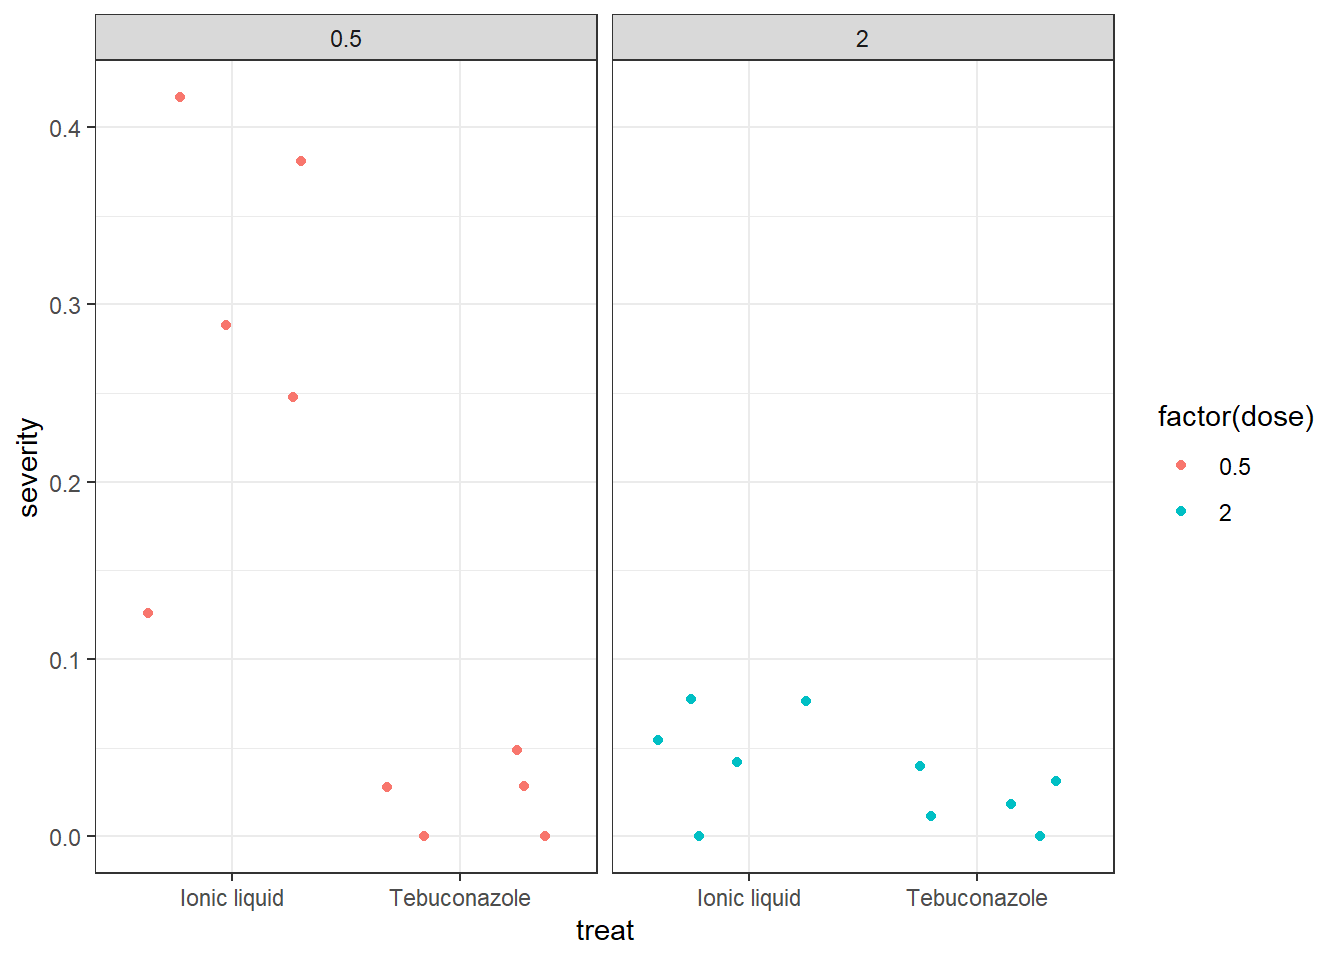 0.5
2
0.4
0.3
0.2
0.1
0.0
severity
Ionic liquid
Tebuconazole
Ionic liquid
Tebuconazole
treat
factor(dose)
0.5
2